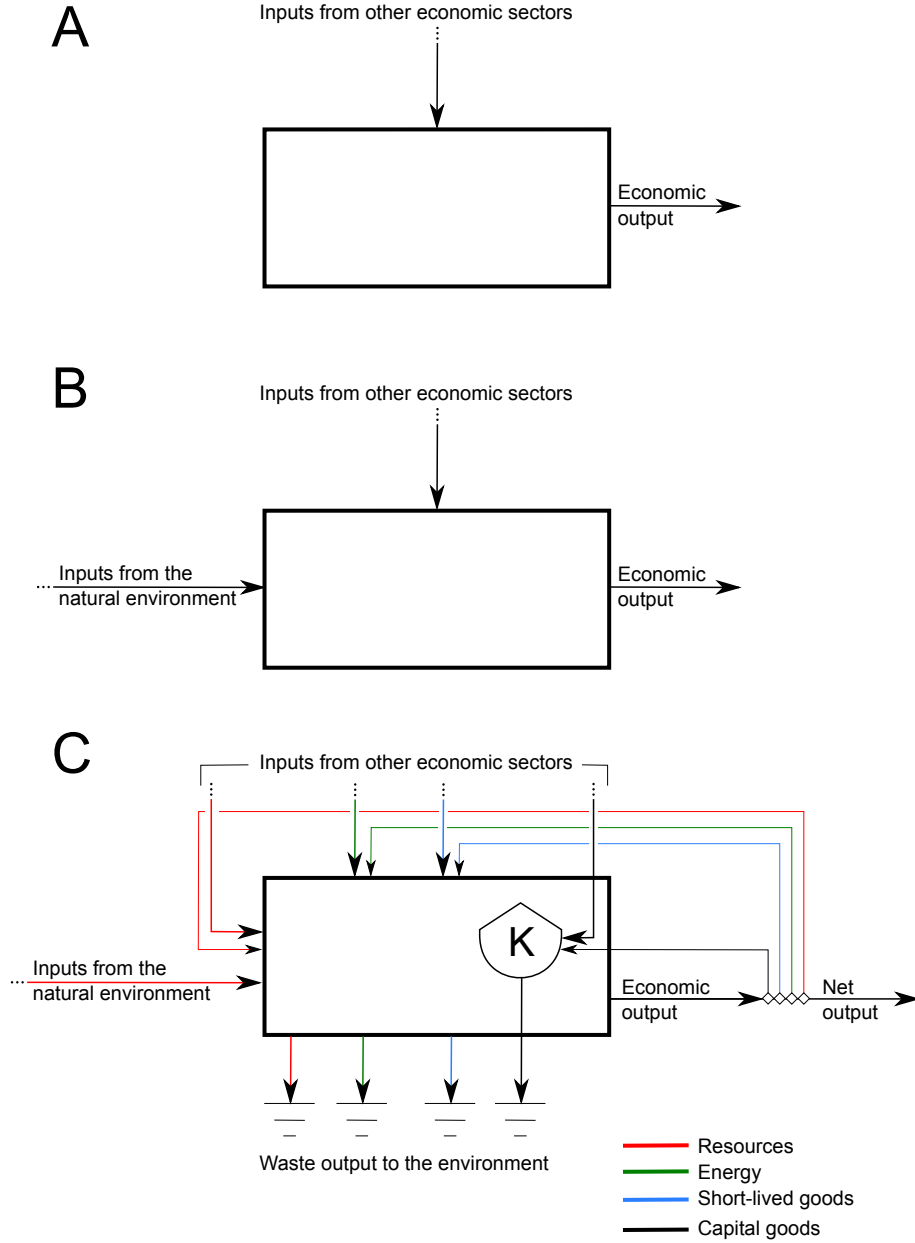 A
Inputs from other economic sectors
Economic
output
B
Inputs from other economic sectors
Inputs from the
natural environment
Economic
output
C
Inputs from other economic sectors
K
Inputs from the
natural environment
Economic
output
Net
output
Waste output to the environment
Resources
Energy
Short-lived goods
Capital goods